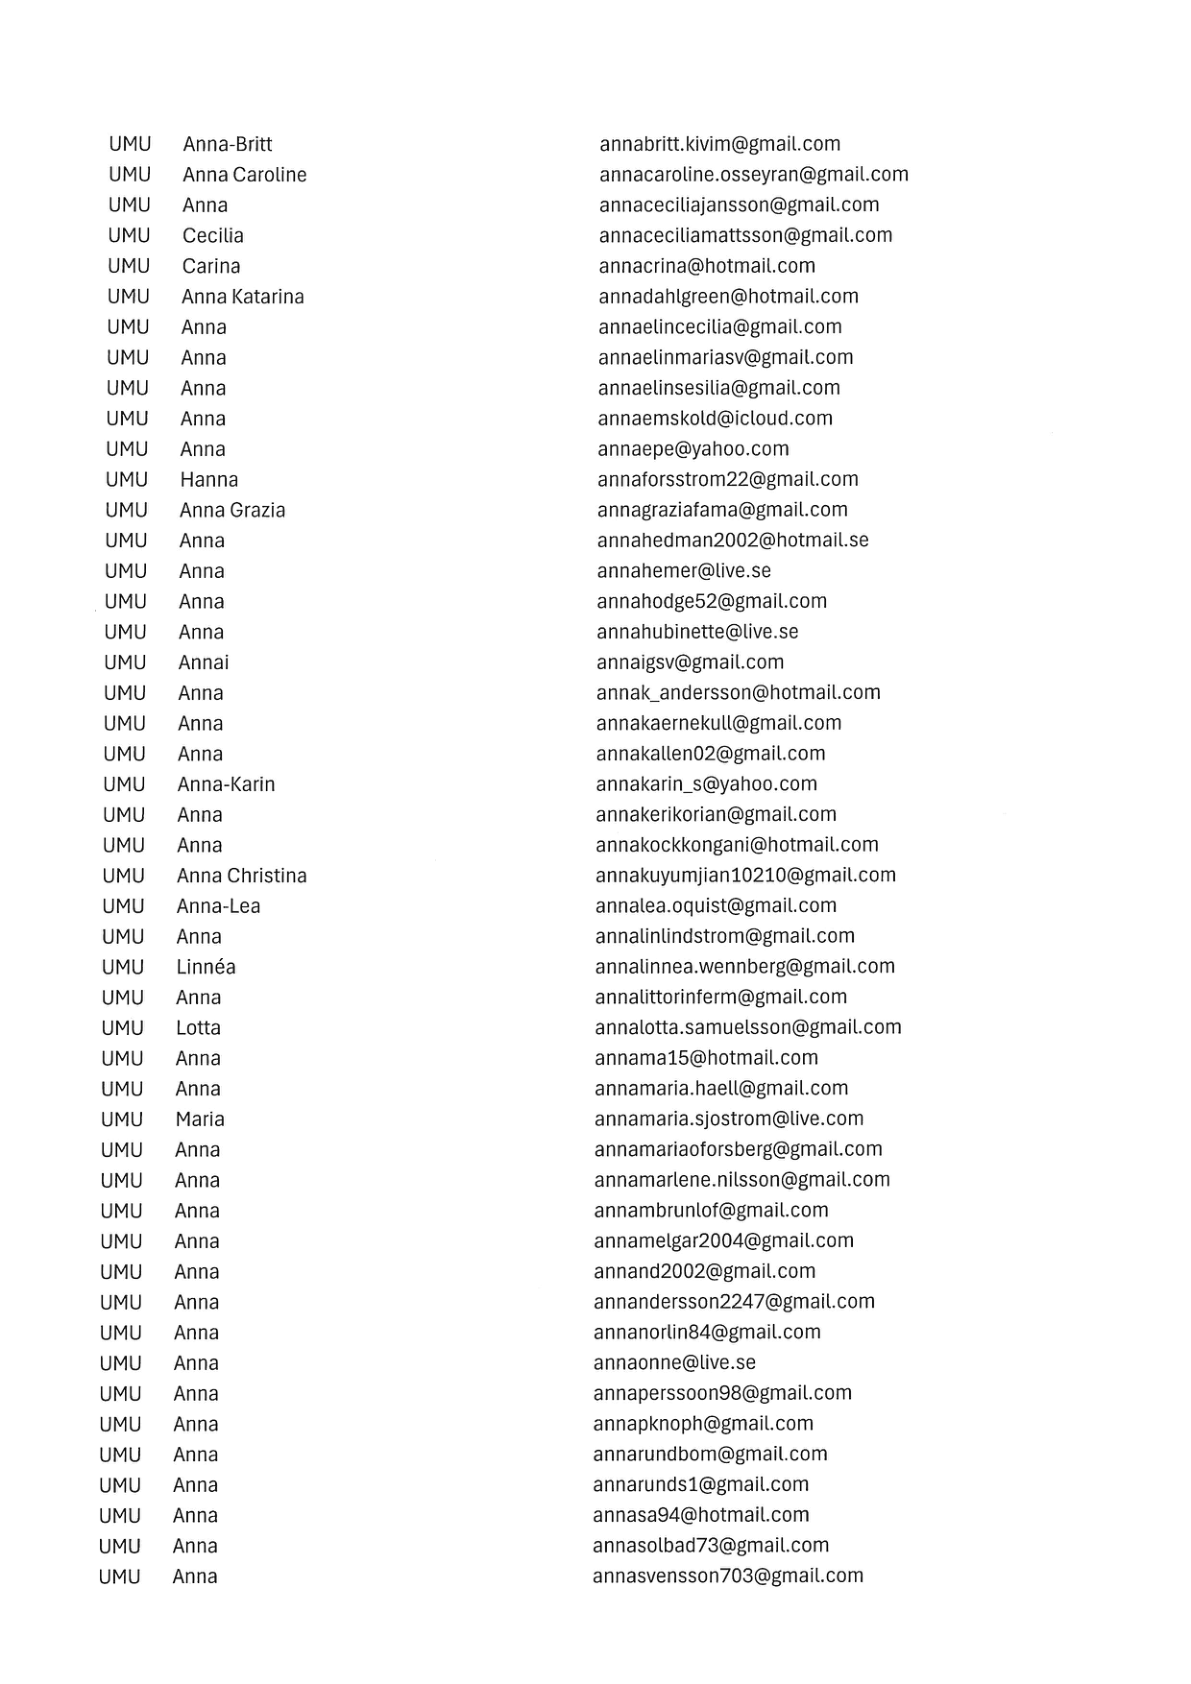 UMU Anna-Britt annabritt.kivim@gmail.com
UMU Anna Caroline annacaroline.osseyran@gmail.com
UMU Anna annaceciliajansson@gmail.com
UMU Cecilia annaceciliamattsson@gmail.com
UMU Carina annacrina@hotmail.com
UMU Anna Katarina annadahlgreen@hotmail.com
UMU Anna annaelincecilia@gmail.com
UMU Anna annaelinmariasv@gmail.com
UMU Anna annaelinsesilia@gmail.com
UMU Anna annaemskold@icloud.com
UMU Anna annaepe@yahoo.com
UMU Hanna annaforsstrom22@gmail.com
UMU Anna Grazia annagraziafama@gmail.com
UMU Anna annahedman2002@hotmail.se
UMU Anna annahemer@live.se
UMU Anna annahodge52@gmail.com
UMU Anna annahubinette@live.se
UMU Annai annaigsv@gmail.com
UMU Anna annak_andersson@hotmail.com
UMU Anna annakaernekull@gmail.com
UMU Anna annakallen02@gmail.com
UMU Anna-Karin annakarin_s@yahoo.com
UMU Anna annakerikorian@gmail.com
UMU Anna annakockkongani@hotmail.com
UMU Anna Christina annakuyumjian10210@gmail.com
UMU Anna-Lea annalea.oquist@gmail.com
UMU Anna annalinlindstrom@gmail.com
UMU Linnéa annalinnea.wennberg@gmail.com
UMU Anna annalittorinferm@gmail.com
UMU Lotta annalotta.samuelsson@gmail.com
UMU Anna annama15@hotmail.com
UMU Anna annamaria.haell@gmail.com
UMU Maria annamaria.sjostrom@live.com
UMU Anna annamariaoforsberg@gmail.com
UMU Anna annamarlene.nilsson@gmail.com
UMU Anna annambrunlof@gmail.com
UMU Anna annamelgar2004@gmail.com
UMU Anna annand2002@gmail.com
UMU Anna annandersson2247@gmail.com
UMU Anna annanorlin84@gmail.com
UMU Anna annaonne@live.se
UMU Anna annaperssoon98@gmail.com
UMU Anna annapknoph@gmail.com
UMU Anna annarundbom@gmail.com
UMU Anna annarunds1@gmail.com
UMU Anna annasa94@hotmail.com
UMU Anna annasolbad73@gmail.com
UMU Anna annasvensson703@gmail.com